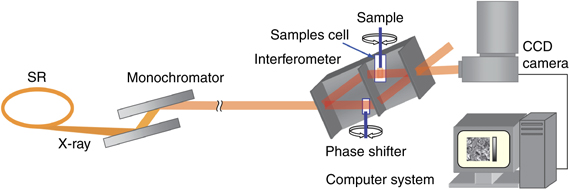 Sample
Samples cell
Interferometer
CCD
camera
SR
Monochromator
X-ray
Phase shifter
Computer system